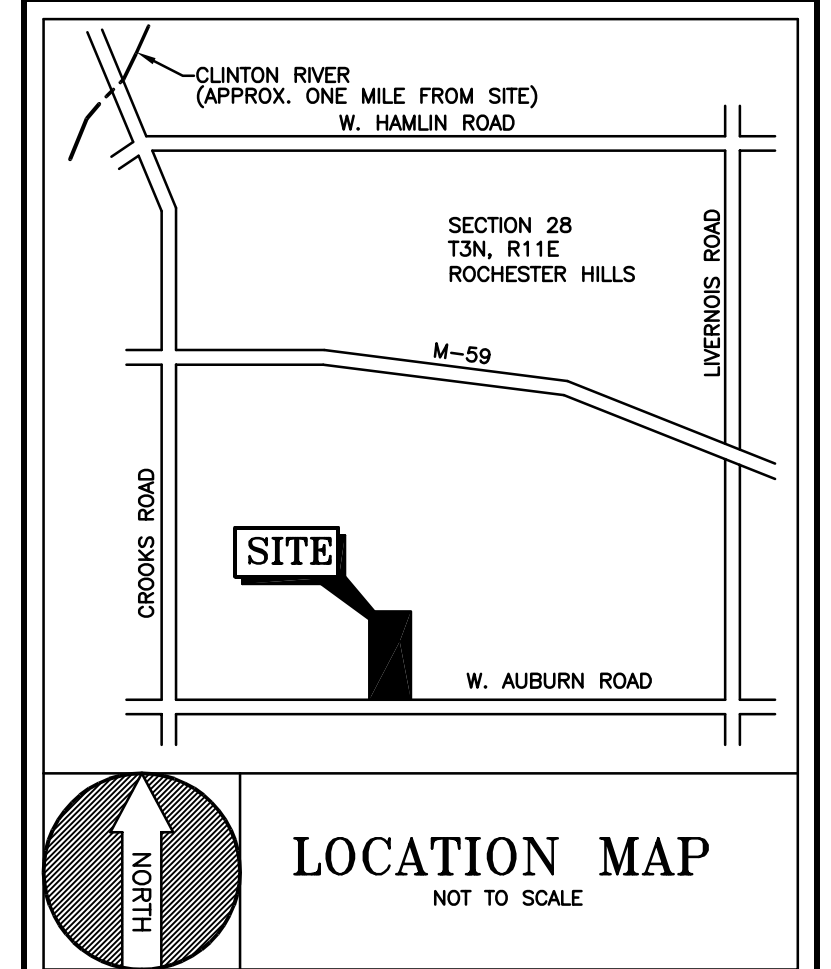 CLINTON RIVER
(APPROX. ONE MILE FROM SITE)
W. HAMLIN ROAD
SECTION 28
T3N, R11E
ROCHESTER HILLS
LIVERNOIS ROAD
M-59
CROOKS ROAD
SITE
W. AUBURN ROAD
NORTH
LOCATION MAP
NOT TO SCALE